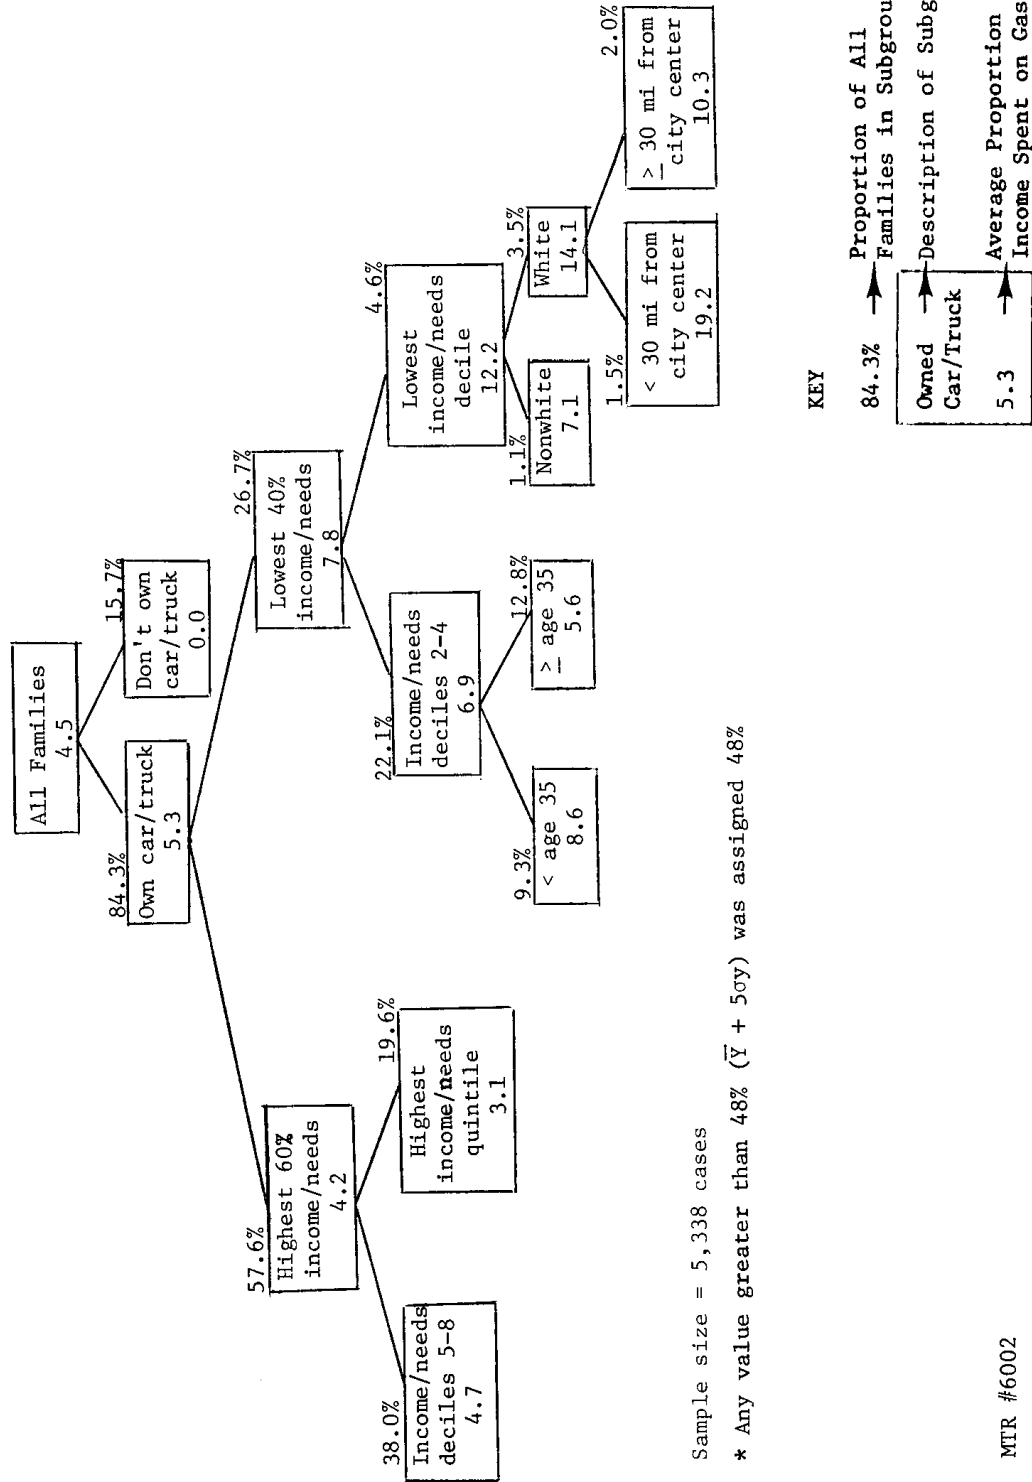 All Families
4.5
84.3%
Own car/truck
5.3
15.7%
Don't own
car/truck
0.0
57.6%
Highest 60%
income/needs
4.2
26.7%
Lowest 40%
income/needs
7.8
38.0%
Income/needs
deciles 5-8
4.7
19.6%
Highest
income/needs
quintile
3.1
22.1%
Income/needs
deciles 2-4
6.9
4.6%
Lowest
income/needs
decile
12.2
9.3%
< age 35
8.6
12.8%
≥ age 35
5.6
1.1%
Nonwhite
7.1
3.5%
White
14.1
1.5%
< 30 mi from
city center
19.2
2.0%
≥ 30 mi from
city center
10.3
Sample size = 5,338 cases
* Any value greater than 48% (Ȳ + 5σy) was assigned 48%
KEY
84.3% → Proportion of All
Families in Subgrou
Owned → Description of Subg
Car/Truck
5.3 → Average Proportion
Income Spent on Gas
MTR #6002